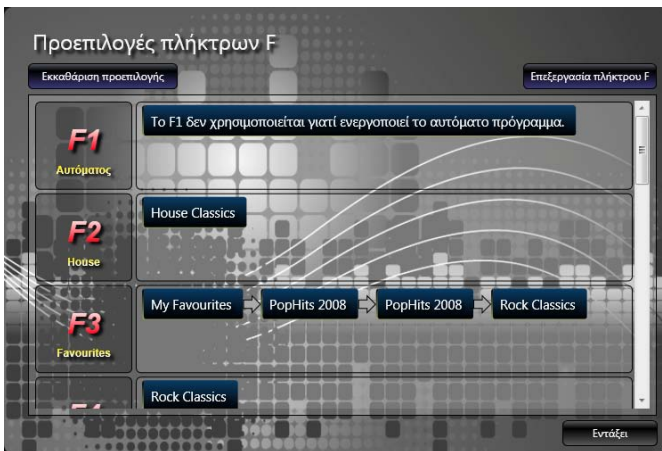 Προεπιλογές πλήκτρων F
Εκκαθάριση προεπιλογής
Επεξεργασία πλήκτρου F
F1
Αυτόματος
Το F1 δεν χρησιμοποιείται γιατί ενεργοποιεί το αυτόματο πρόγραμμα.
F2
House
House Classics
F3
Favourites
My Favourites PopHits 2008 PopHits 2008 Rock Classics
Rock Classics
Εντάξει